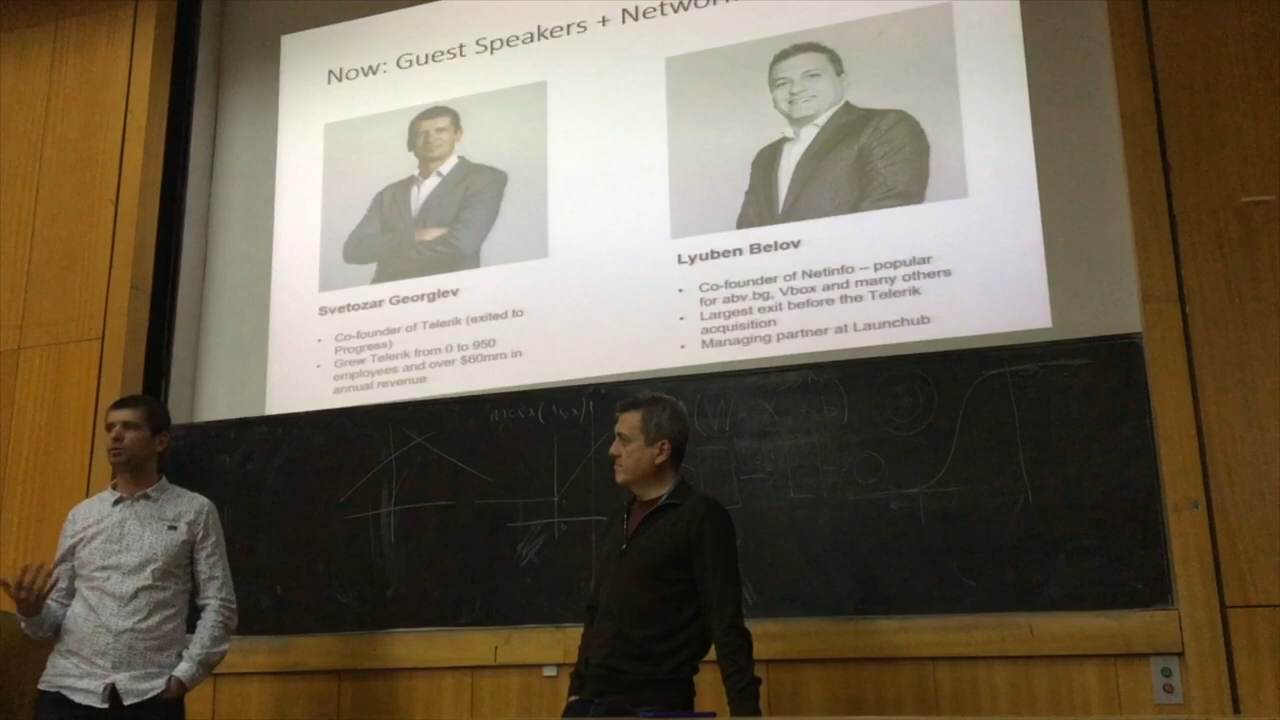 Now: Guest Speakers + Network
Svetozar Georgiev
• Co-founder of Telerik (exited to
Progress)
• Grew Telerik from 0 to 950
employees and over $60mm in
annual revenue
Lyuben Belov
• Co-founder of Netinfo – popular
for abv.bg, Vbox and many others
• Largest exit before the Telerik
acquisition
• Managing partner at Launchub